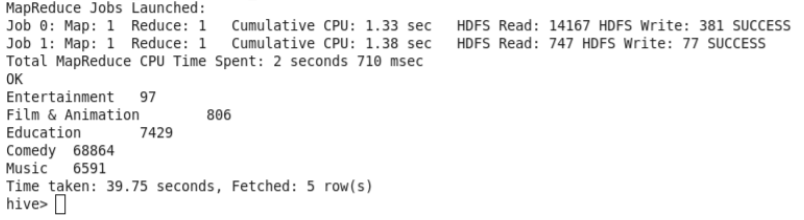 MapReduce Jobs Launched:
Job 0: Map: 1  Reduce: 1   Cumulative CPU: 1.33 sec   HDFS Read: 14167 HDFS Write: 381 SUCCESS
Job 1: Map: 1  Reduce: 1   Cumulative CPU: 1.38 sec   HDFS Read: 747 HDFS Write: 77 SUCCESS
Total MapReduce CPU Time Spent: 2 seconds 710 msec
OK
Entertainment   97
Film & Animation        806
Education       7429
Comedy  68864
Music   6591
Time taken: 39.75 seconds, Fetched: 5 row(s)
hive>